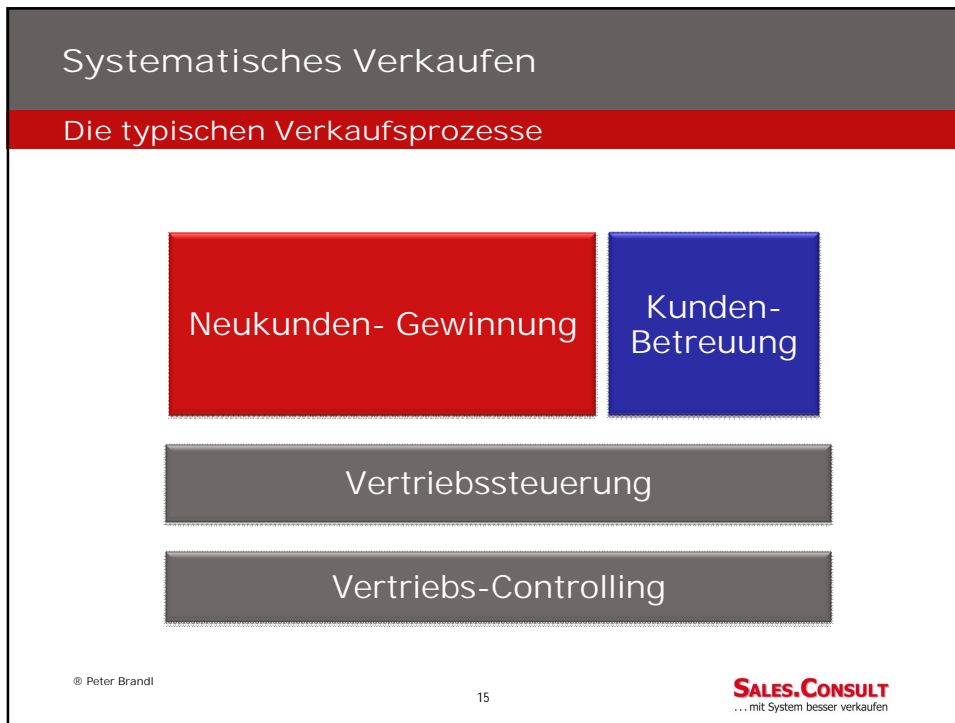 Systematisches Verkaufen
Die typischen Verkaufsprozesse
Neukunden- Gewinnung
Kunden-
Betreuung
Vertriebssteuerung
Vertriebs-Controlling
® Peter Brandl
15
SALES.CONSULT
...mit System besser verkaufen